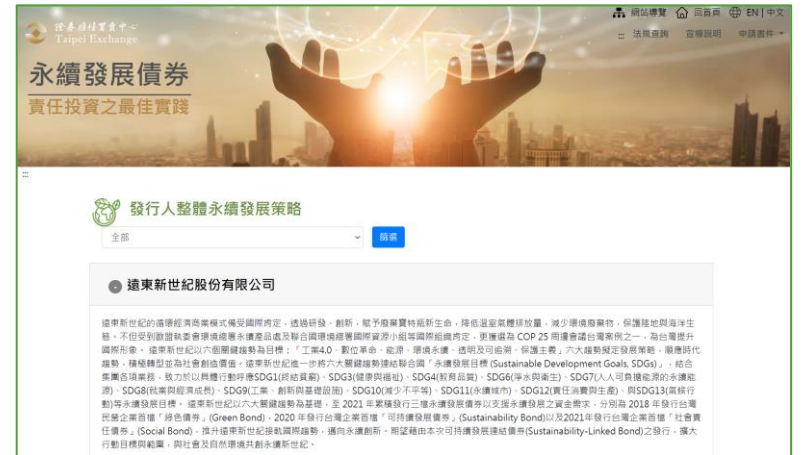 網站導覽 回首頁 EN | 中文
證券櫃檯買賣中心
Taipei Exchange
法規查詢 宣導說明 申請書件
永續發展債券
責任投資之最佳實踐
發行人整體永續發展策略
全部 篩選
遠東新世紀股份有限公司
遠東新世紀的循環經濟商業模式備受國際肯定,透過研發、創新,賦予廢棄寶特瓶新生命,降低溫室氣體排放量,減少環境廢棄物,保護陸地與海洋生
態。不但受到歐盟執委會環境總署永續產品處及聯合國環境總署國際資源小組等國際組織肯定,更獲選為 COP 25 周邊會議台灣案例之一,為台灣提升
國際形象。 遠東新世紀以六個關鍵趨勢為目標:「工業4.0、數位革命、能源、環境永續、透明及可追溯、保護主義」六大趨勢擬定發展策略,順應時代
趨勢,積極轉型並為社會創造價值,遠東新世紀進一步將六大關鍵趨勢連結聯合國「永續發展目標 (Sustainable Development Goals, SDGs)」,結合
集團各項業務,致力於以具體行動呼應SDG1(終結貧窮)、SDG3(健康與福祉)、SDG4(教育品質)、SDG6(淨水與衛生)、SDG7(人人可負擔能源的永續能
源)、SDG8(就業與經濟成長)、SDG9(工業、創新與基礎設施)、SDG10(減少不平等)、SDG11(永續城市)、SDG12(責任消費與生產)、與SDG13(氣候行
動)等永續發展目標。 遠東新世紀以六大關鍵趨勢為基礎,至 2021 年累積發行三檔永續發展債券以支援永續發展之資金需求,分別為 2018 年發行台灣
民營企業首檔「綠色債券」(Green Bond)、2020 年發行台灣企業首檔「可持續發展債券」(Sustainability Bond)以及2021年發行台灣企業首檔「社會責
任債券」(Social Bond),推升遠東新世紀接軌國際趨勢,邁向永續創新。期望藉由本次可持續發展連結債券(Sustainability-Linked Bond)之發行,擴大
行動目標與範圍,與社會及自然環境共創永續新世紀。